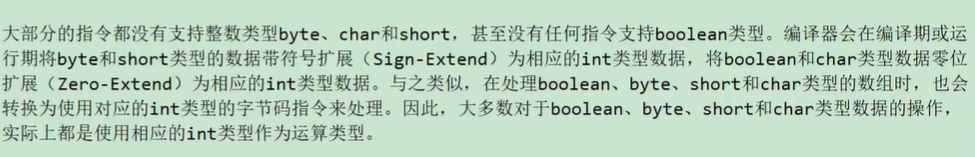 大部分的指令都没有支持整数类型byte、char和short，甚至没有任何指令支持boolean类型。编译器会在编译期或运
行期将byte和short类型的数据带符号扩展（Sign-Extend）为相应的int类型数据，将boolean和char类型数据零位
扩展（Zero-Extend）为相应的int类型数据。与之类似，在处理boolean、byte、short和char类型的数组时，也会
转换为使用对应的int类型的字节码指令来处理。因此，大多数对于boolean、byte、short和char类型数据的操作，
实际上都是使用相应的int类型作为运算类型。